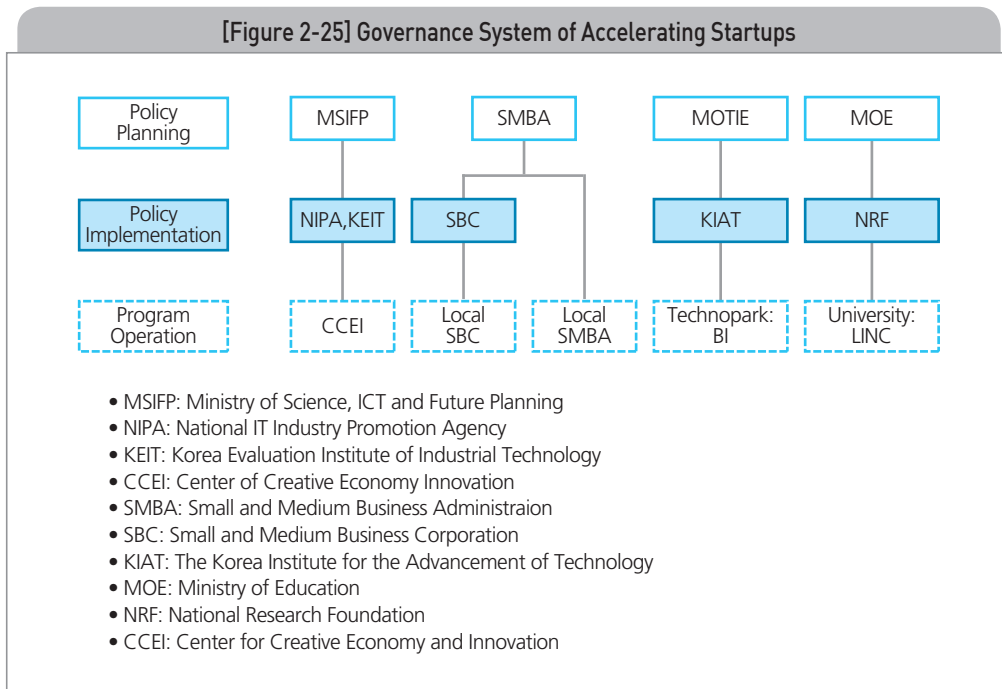 [Figure 2-25] Governance System of Accelerating Startups
Policy
Planning
MSIFP
SMBA
MOTIE
MOE
Policy
Implementation
NIPA,KEIT
SBC
KIAT
NRF
Program
Operation
CCEI
Local
SBC
Local
SMBA
Technopark:
BI
University:
LINC
• MSIFP: Ministry of Science, ICT and Future Planning
• NIPA: National IT Industry Promotion Agency
• KEIT: Korea Evaluation Institute of Industrial Technology
• CCEI: Center of Creative Economy Innovation
• SMBA: Small and Medium Business Administraion
• SBC: Small and Medium Business Corporation
• KIAT: The Korea Institute for the Advancement of Technology
• MOE: Ministry of Education
• NRF: National Research Foundation
• CCEI: Center for Creative Economy and Innovation